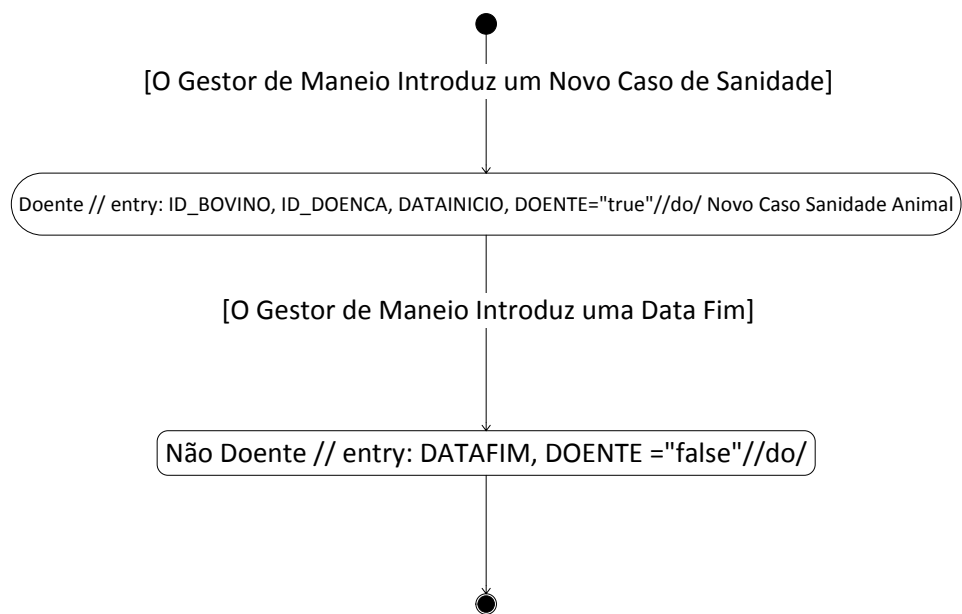 [O Gestor de Maneio Introduz um Novo Caso de Sanidade]
Doente // entry: ID_BOVINO, ID_DOENCA, DATAINICIO, DOENTE="true"//do/ Novo Caso Sanidade Animal
[O Gestor de Maneio Introduz uma Data Fim]
Não Doente // entry: DATAFIM, DOENTE ="false"//do/